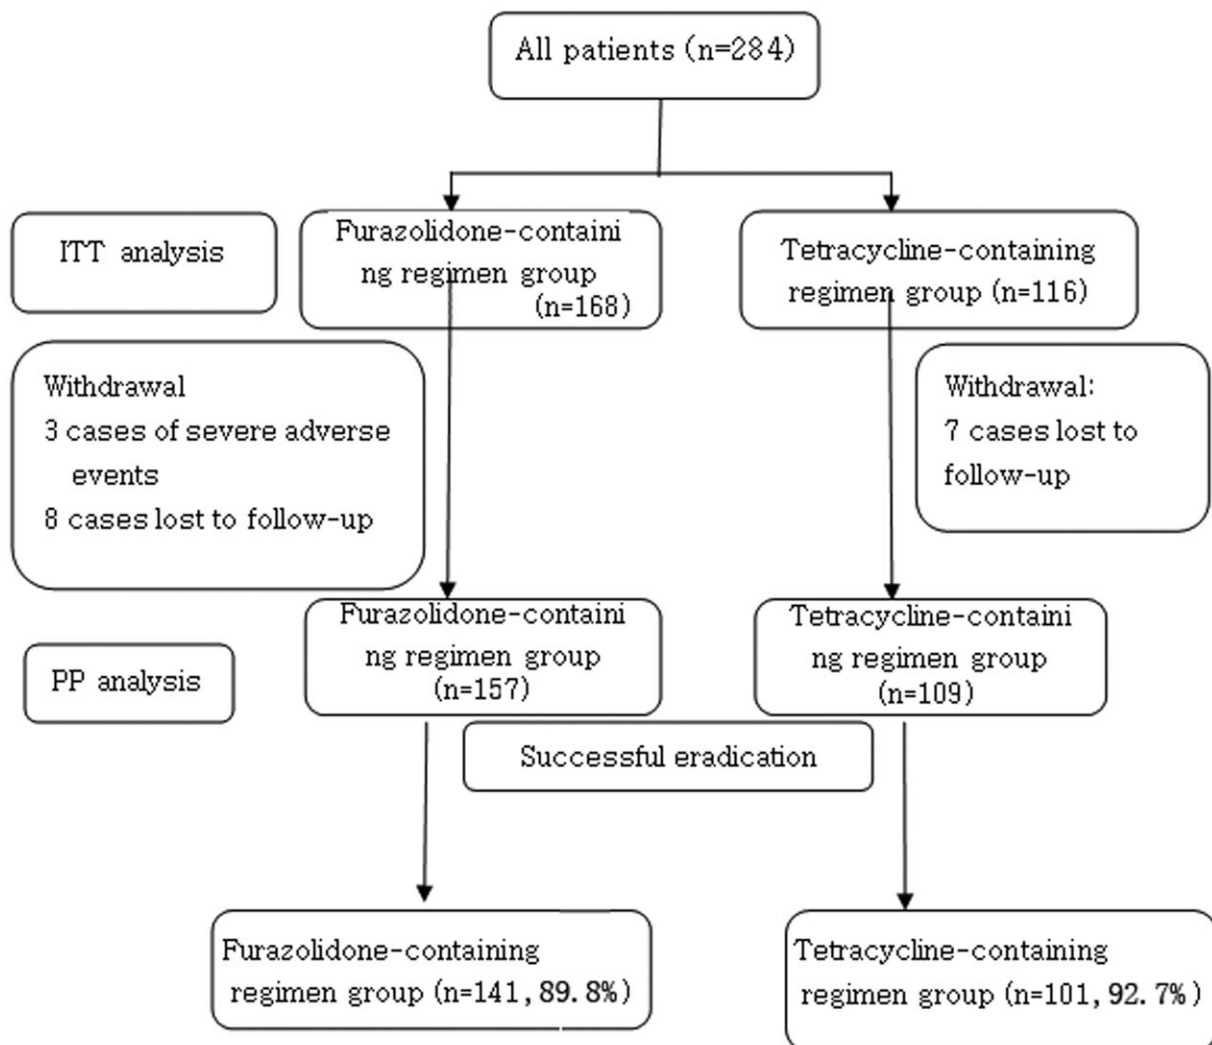 All patients (n=284)
ITT analysis
Furazolidone-containi
ng regimen group
(n=168)
Tetracycline-containing
regimen group (n=116)
Withdrawal
3 cases of severe adverse
events
8 cases lost to follow-up
Withdrawal:
7 cases lost to
follow-up
PP analysis
Furazolidone-containi
ng regimen group
(n=157)
Tetracycline-containi
ng regimen group
(n=109)
Successful eradication
Furazolidone-containing
regimen group (n=141, 89.8%)
Tetracycline-containing
regimen group (n=101, 92.7%)